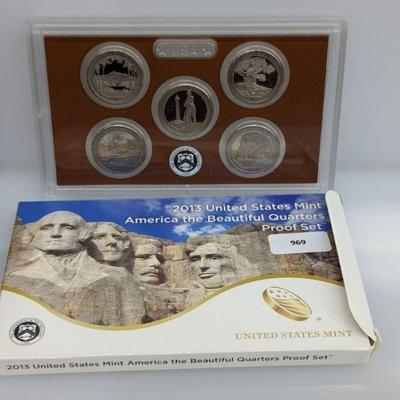 USA
2013 United States Mint
America the Beautiful Quarters
Proof Set
969
UNITED STATES MINT
2013 United States Mint America the Beautiful Quarters Proof Set™